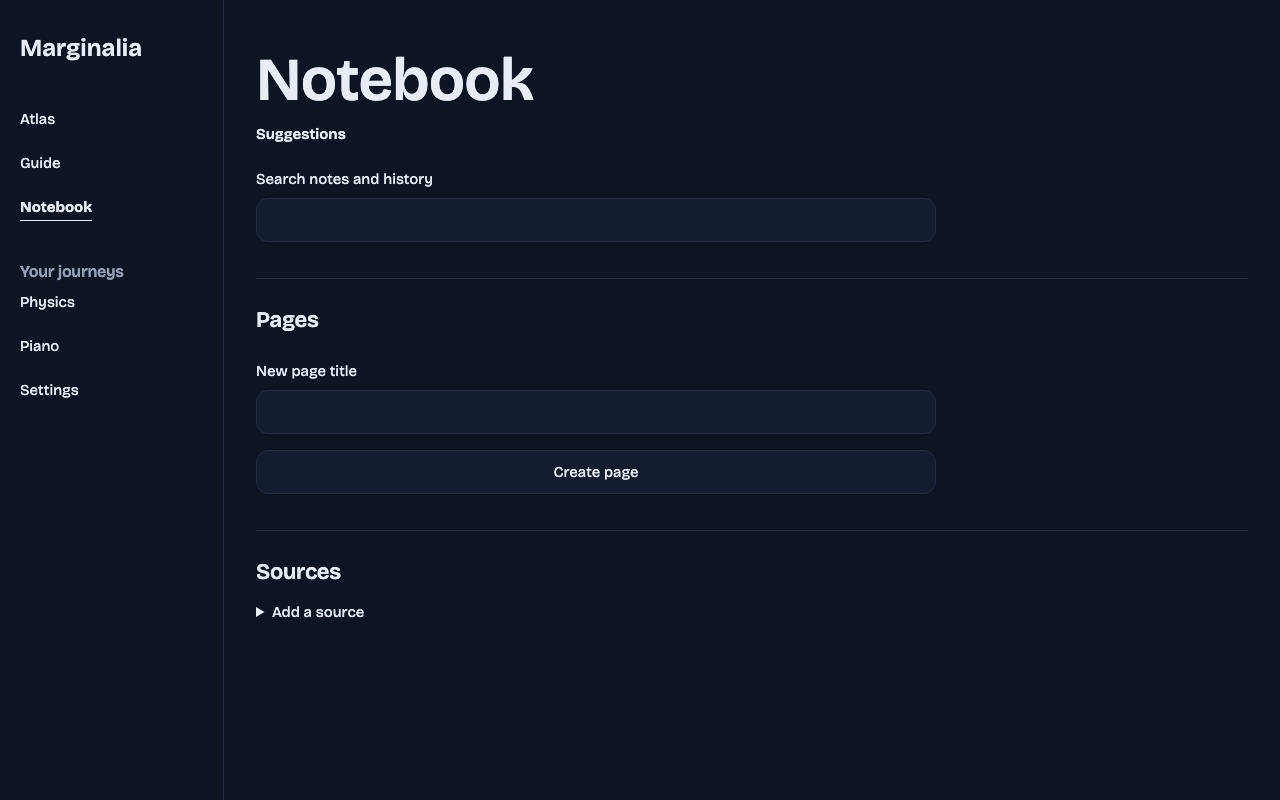 Marginalia
Atlas
Guide
Notebook
Your journeys
Physics
Piano
Settings
Notebook
Suggestions
Search notes and history
Pages
New page title
Create page
Sources
Add a source